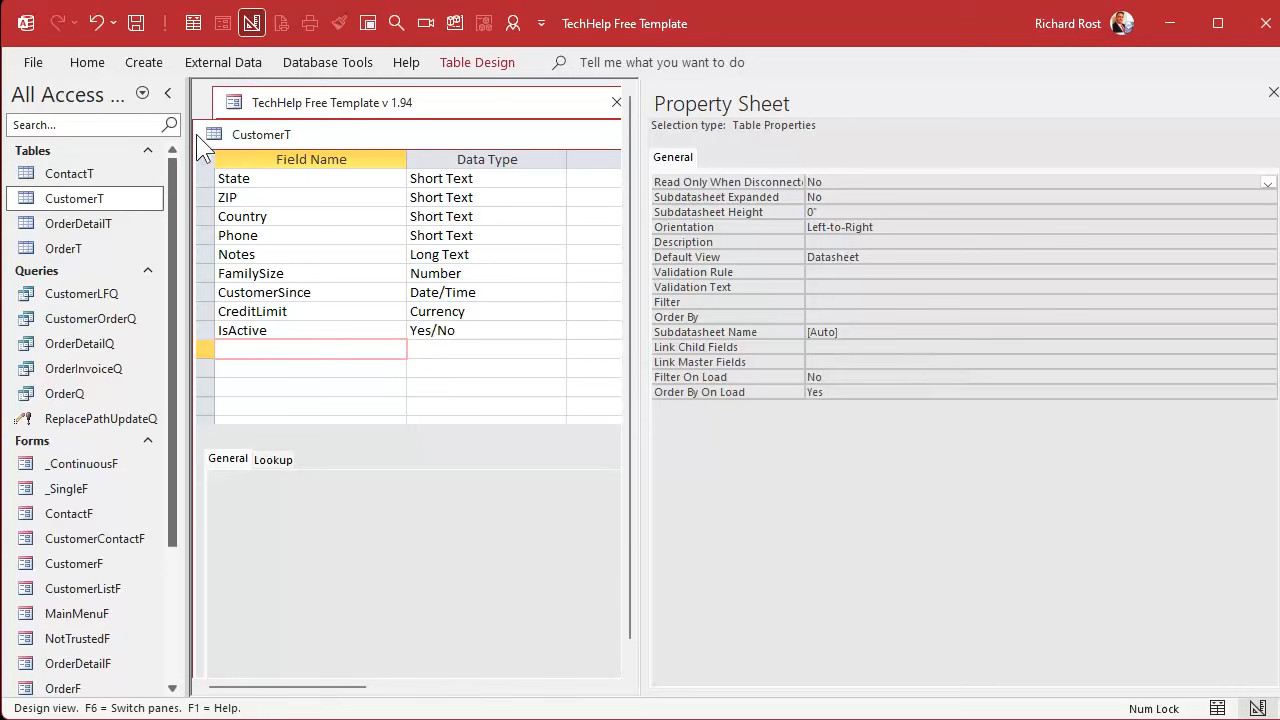 TechHelp Free Template
Richard Rost
File
Home
Create
External Data
Database Tools
Help
Table Design
Tell me what you want to do
All Access ...
Search...
Tables
ContactT
CustomerT
OrderDetailT
OrderT
Queries
CustomerLFQ
CustomerOrderQ
OrderDetailQ
OrderInvoiceQ
OrderQ
ReplacePathUpdateQ
Forms
_ContinuousF
_SingleF
ContactF
CustomerContactF
CustomerF
CustomerListF
MainMenuF
NotTrustedF
OrderDetailF
OrderF
TechHelp Free Template v 1.94
CustomerT
Field Name Data Type
State Short Text
ZIP Short Text
Country Short Text
Phone Short Text
Notes Long Text
FamilySize Number
CustomerSince Date/Time
CreditLimit Currency
IsActive Yes/No
General Lookup
Property Sheet
Selection type: Table Properties
General
Read Only When Disconnecte No
Subdatasheet Expanded No
Subdatasheet Height 0"
Orientation Left-to-Right
Description
Default View Datasheet
Validation Rule
Validation Text
Filter
Order By
Subdatasheet Name [Auto]
Link Child Fields
Link Master Fields
Filter On Load No
Order By On Load Yes
Design view. F6 = Switch panes. F1 = Help.
Num Lock